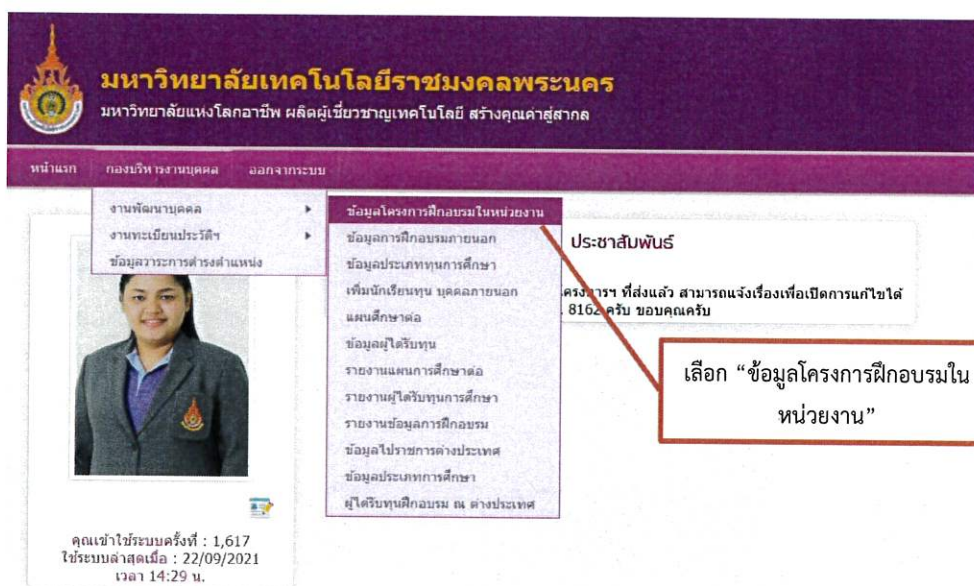 มหาวิทยาลัยเทคโนโลยีราชมงคลพระนคร
มหาวิทยาลัยแห่งโลกอาชีพ ผลิตผู้เชี่ยวชาญเทคโนโลยี สร้างคุณค่าสู่สากล
หน้าแรก กองบริหารงานบุคคล ออกจากระบบ
งานพัฒนาบุคคล
งานทะเบียนประวัติฯ
ข้อมูลวาระการดำรงตำแหน่ง
ข้อมูลโครงการฝึกอบรมในหน่วยงาน
ข้อมูลการฝึกอบรมภายนอก
ข้อมูลประเภททุนการศึกษา
เพิ่มนักเรียนทุน บุคคลภายนอก
แผนศึกษาต่อ
ข้อมูลผู้ได้รับทุน
รายงานแผนการศึกษาต่อ
รายงานผู้ได้รับทุนการศึกษา
รายงานข้อมูลการฝึกอบรม
ข้อมูลไปราชการต่างประเทศ
ข้อมูลประเภทการศึกษา
ผู้ได้รับทุนฝึกอบรม ณ ต่างประเทศ
ประชาสัมพันธ์
ครงการฯ ที่ส่งแล้ว สามารถแจ้งเรื่องเพื่อเปิดการแก้ไขได้
. 8162 ครับ ขอบคุณครับ
เลือก “ข้อมูลโครงการฝึกอบรมใน
หน่วยงาน”
คุณเข้าใช้ระบบครั้งที่ : 1,617
ใช้ระบบล่าสุดเมื่อ : 22/09/2021
เวลา 14:29 น.